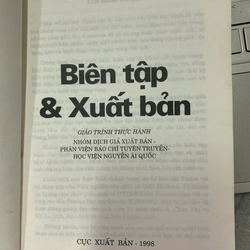 Biên tập
& Xuất bản
GIÁO TRÌNH THỰC HÀNH
NHÓM DỊCH GIẢ XUẤT BẢN -
PHÂN VIỆN BÁO CHÍ TUYÊN TRUYỀN,
HỌC VIỆN NGUYỄN ÁI QUỐC
CỤC XUẤT BẢN - 1998